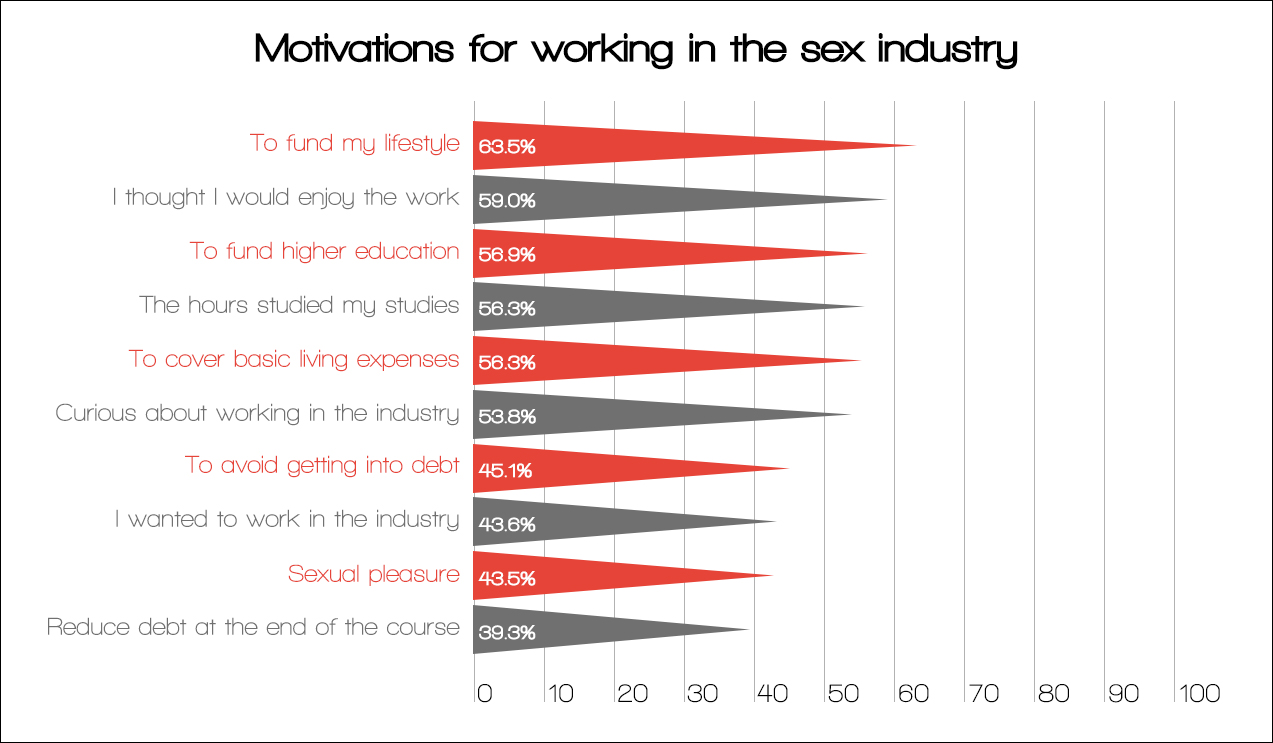 Motivations for working in the sex industry
To fund my lifestyle 63.5%
I thought I would enjoy the work 59.0%
To fund higher education 56.9%
The hours studied my studies 56.3%
To cover basic living expenses 56.3%
Curious about working in the industry 53.8%
To avoid getting into debt 45.1%
I wanted to work in the industry 43.6%
Sexual pleasure 43.5%
Reduce debt at the end of the course 39.3%
0 10 20 30 40 50 60 70 80 90 100